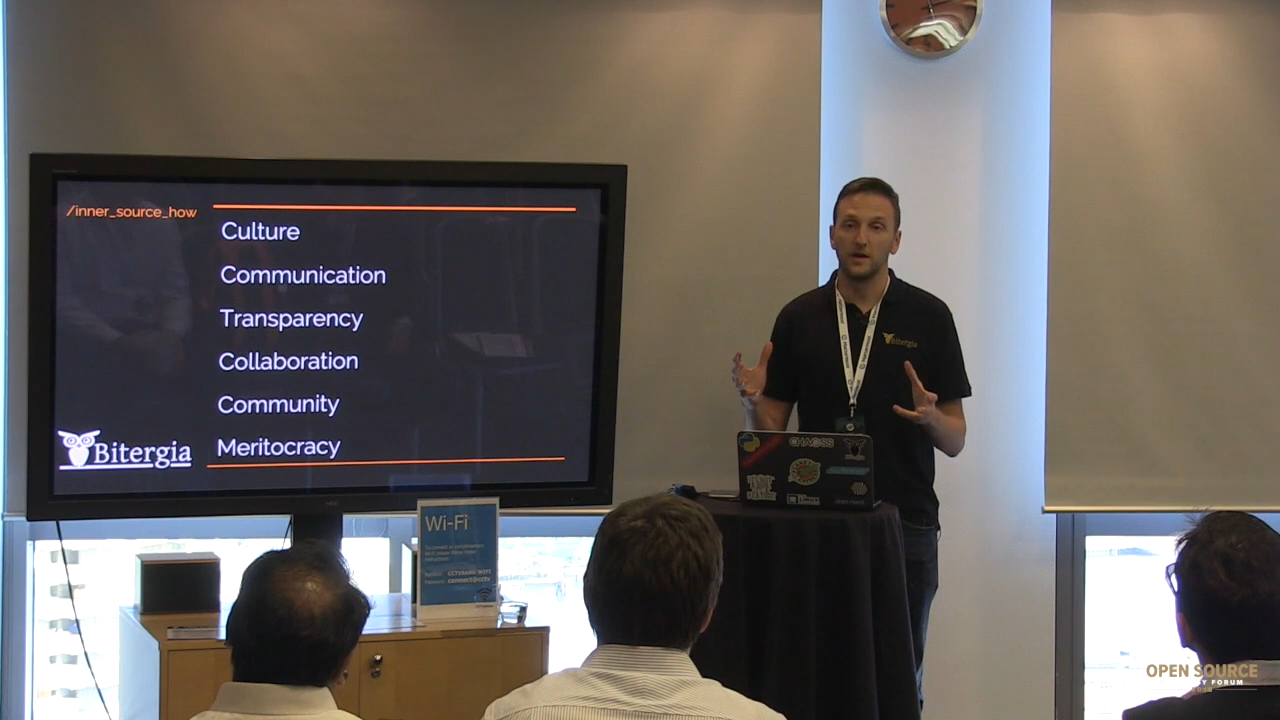 /inner_source_how
Culture
Communication
Transparency
Collaboration
Community
Meritocracy
Bitergia
Wi-Fi
Bitergia
CHAOSS
OPEN SOURCE
FORUM